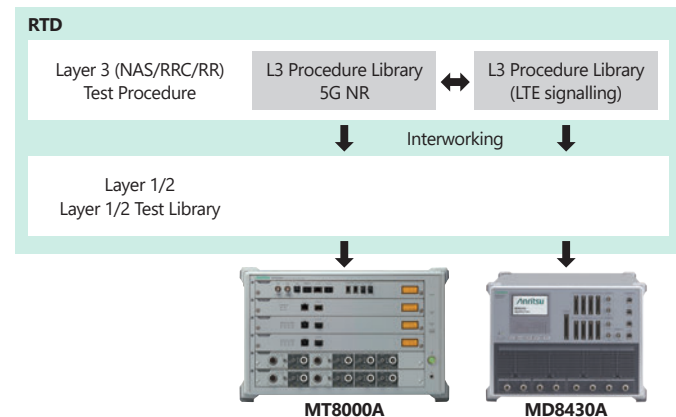 RTD
Layer 3 (NAS/RRC/RR)
Test Procedure
L3 Procedure Library
5G NR
L3 Procedure Library
(LTE signalling)
Interworking
Layer 1/2
Layer 1/2 Test Library
Anritsu
MT8000A
MD8430A